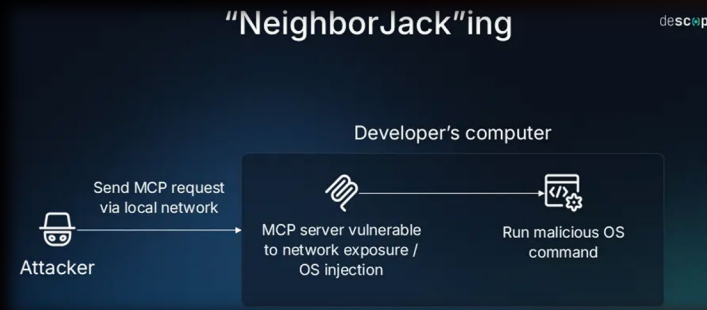 “NeighborJack”ing
Developer’s computer
Send MCP request
via local network
Attacker
MCP server vulnerable
to network exposure /
OS injection
Run malicious OS
command